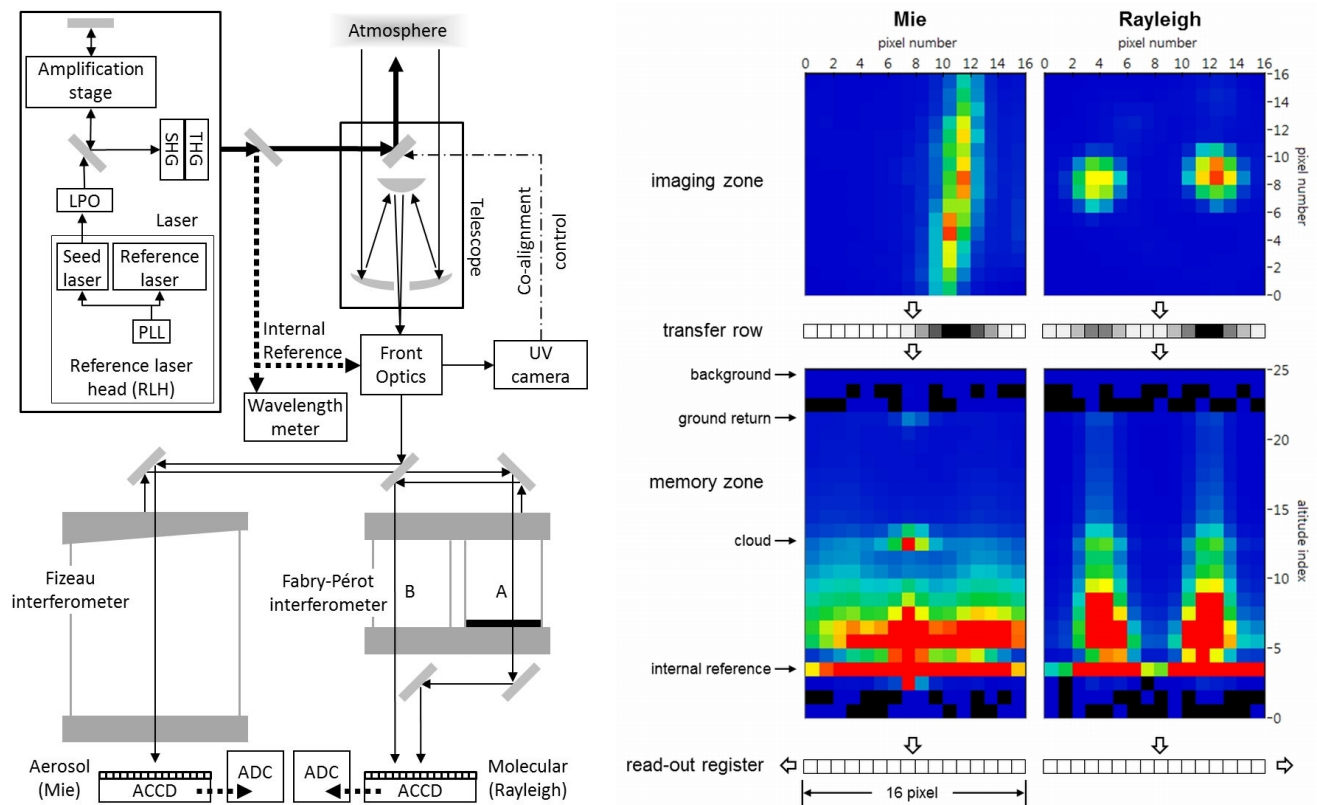 Atmosphere
Amplification
stage
SHG
THG
LPO
Laser
Seed
laser
Reference
laser
PLL
Reference laser
head (RLH)
Telescope
Co-alignment
control
Internal
Reference
Front
Optics
UV
camera
Wavelength
meter
Fizeau
interferometer
Fabry-Pérot
interferometer
B
A
Aerosol
(Mie)
ACCD
ADC
ADC
ACCD
Molecular
(Rayleigh)
Mie
pixel number
0 2 4 6 8 10 12 14 16
Rayleigh
pixel number
0 2 4 6 8 10 12 14 16
16
14
12
10
8
6
4
2
0
pixel number
imaging zone
transfer row
background
ground return
memory zone
cloud
internal reference
25
20
15
10
5
0
altitude index
read-out register
16 pixel